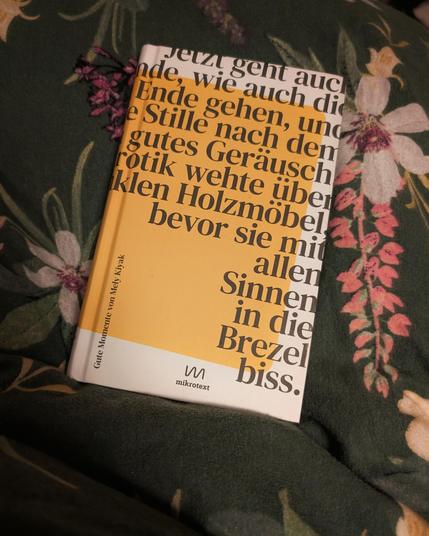 Jetzt geht auch
nde, wie auch die
Ende gehen, und
e Stille nach dem
gutes Geräusch.
rotik wehte über
klen Holzmöbel,
bevor sie mit
allen
Sinnen
in die
Brezel
biss.
Gute Momente von Mely Kiyak
mikrotext